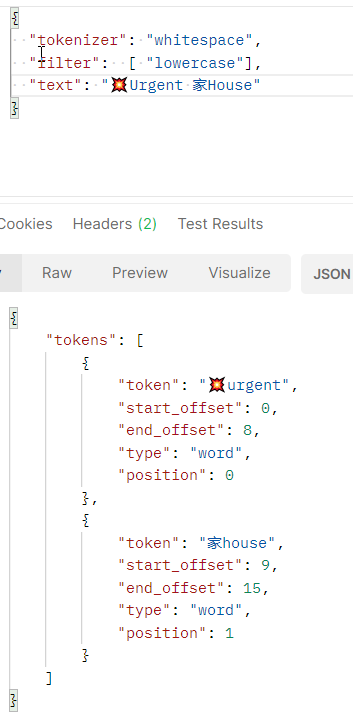 {
"tokenizer": "whitespace",
"filter": [ "lowercase"],
"text": "💥Urgent 家House"
}
Cookies Headers (2) Test Results
Raw Preview Visualize JSON
{
"tokens": [
{
"token": "💥urgent",
"start_offset": 0,
"end_offset": 8,
"type": "word",
"position": 0
},
{
"token": "家house",
"start_offset": 9,
"end_offset": 15,
"type": "word",
"position": 1
}
]
}